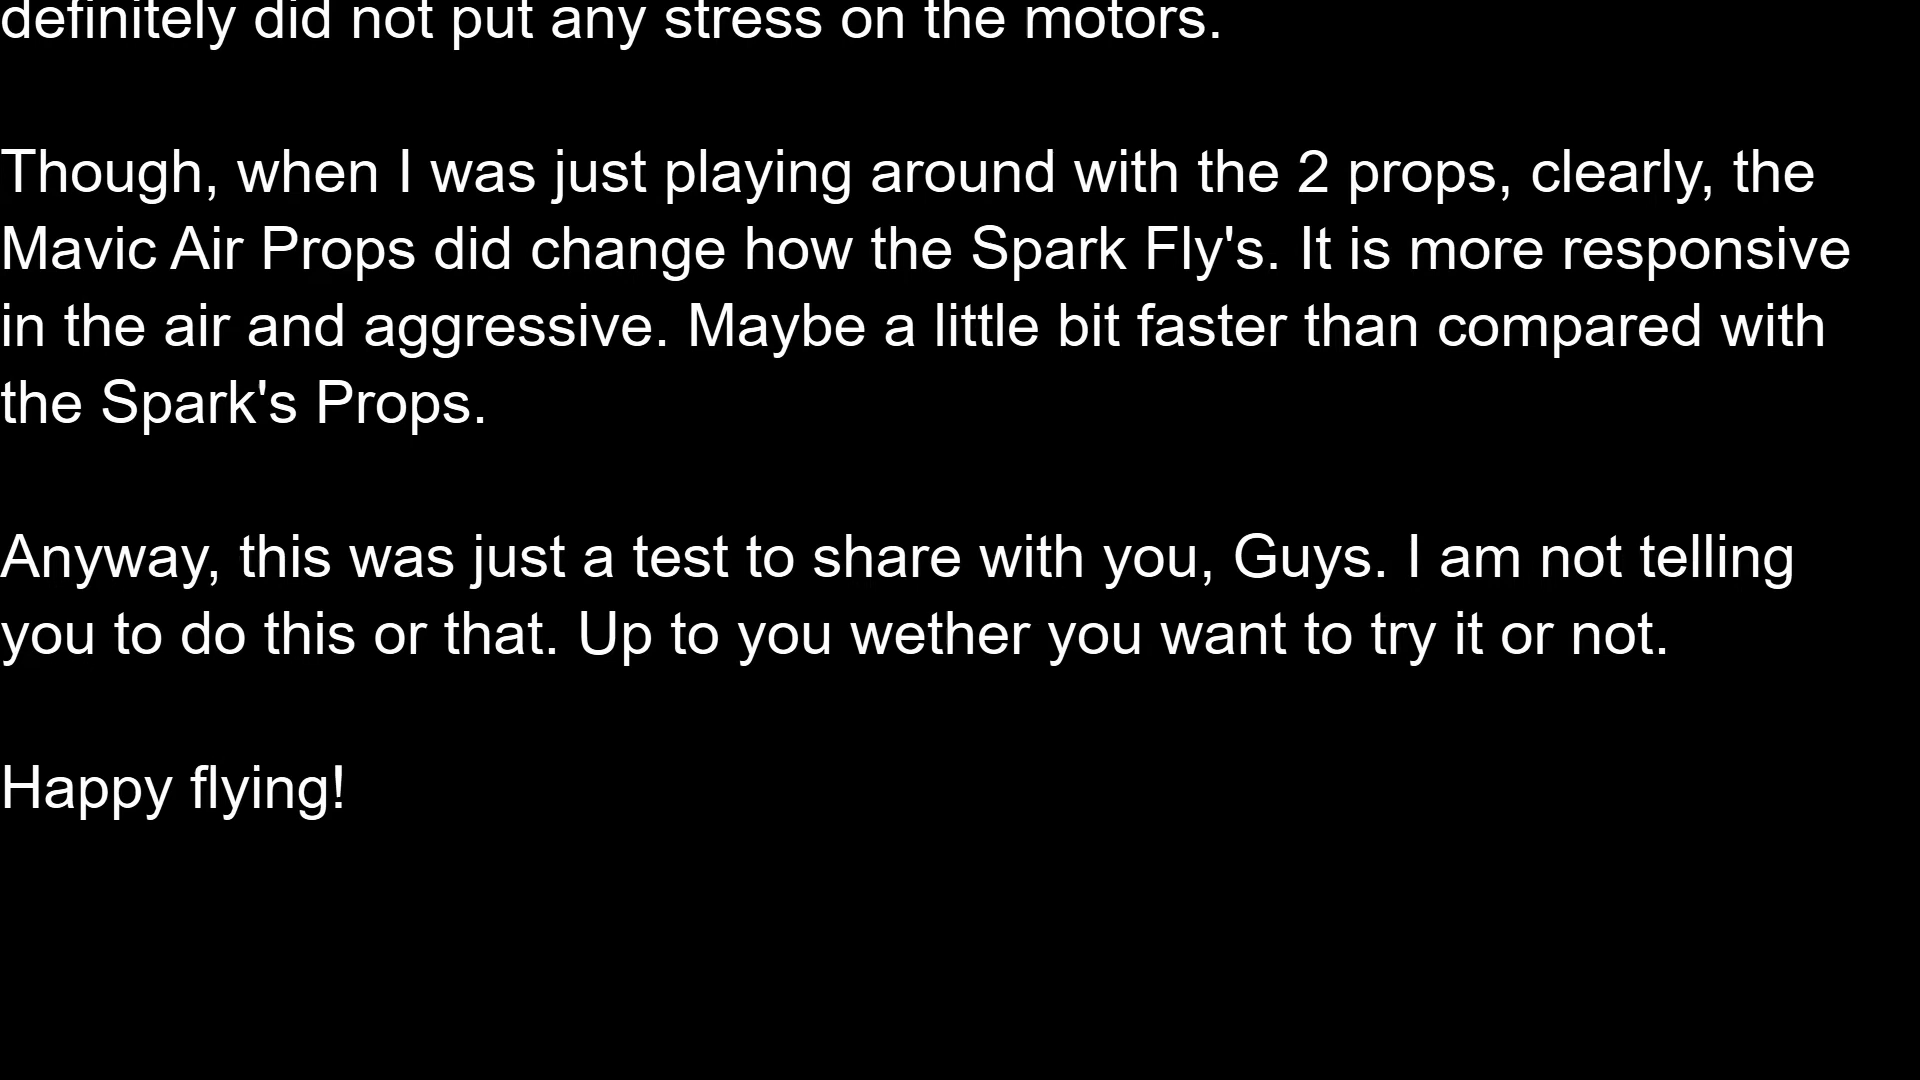 definitely did not put any stress on the motors.
Though, when I was just playing around with the 2 props, clearly, the
Mavic Air Props did change how the Spark Fly's. It is more responsive
in the air and aggressive. Maybe a little bit faster than compared with
the Spark's Props.
Anyway, this was just a test to share with you, Guys. I am not telling
you to do this or that. Up to you wether you want to try it or not.
Happy flying!